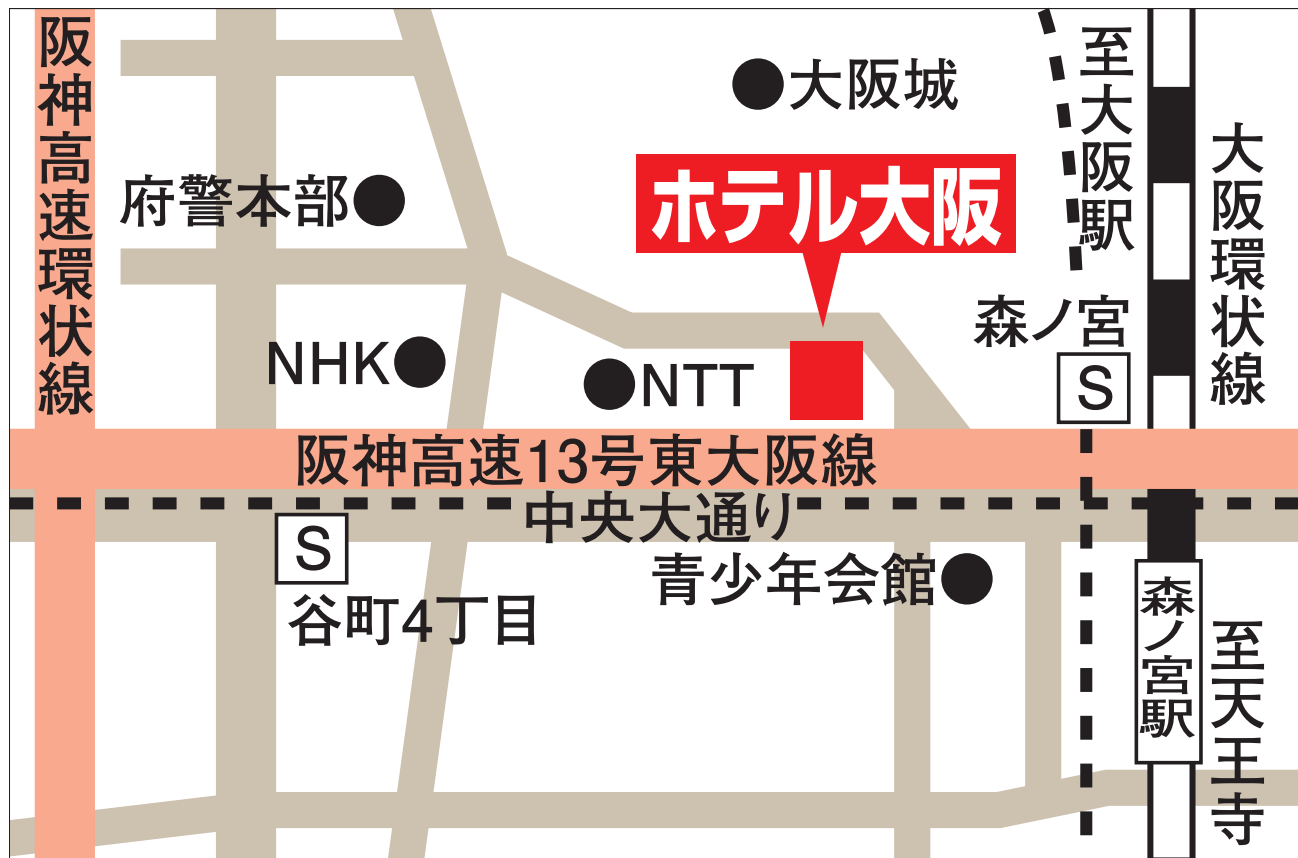 阪神高速環状線
大阪城
至大阪駅
大阪環状線
府警本部
ホテル大阪
森ノ宮
S
NHK
NTT
阪神高速13号東大阪線
中央大通り
S
谷町4丁目
青少年会館
森ノ宮駅
至天王寺